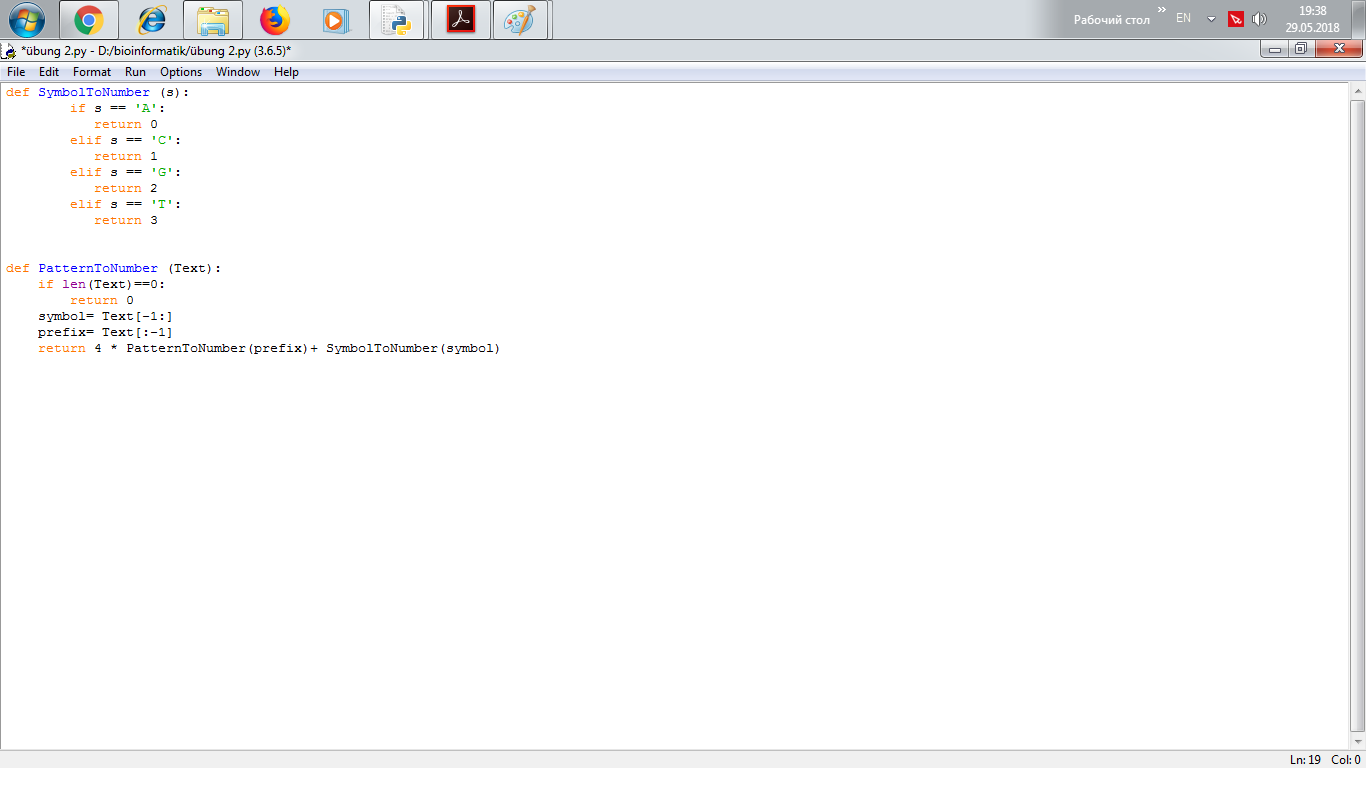 Рабочий стол » EN 19:38
29.05.2018
*übung 2.py - D:/bioinformatik/übung 2.py (3.6.5)*
File Edit Format Run Options Window Help
def SymbolToNumber (s):
        if s == 'A':
           return 0
        elif s == 'C':
           return 1
        elif s == 'G':
           return 2
        elif s == 'T':
           return 3
def PatternToNumber (Text):
    if len(Text)==0:
        return 0
    symbol= Text[-1:]
    prefix= Text[:-1]
    return 4 * PatternToNumber(prefix)+ SymbolToNumber(symbol)
Ln: 19 Col: 0